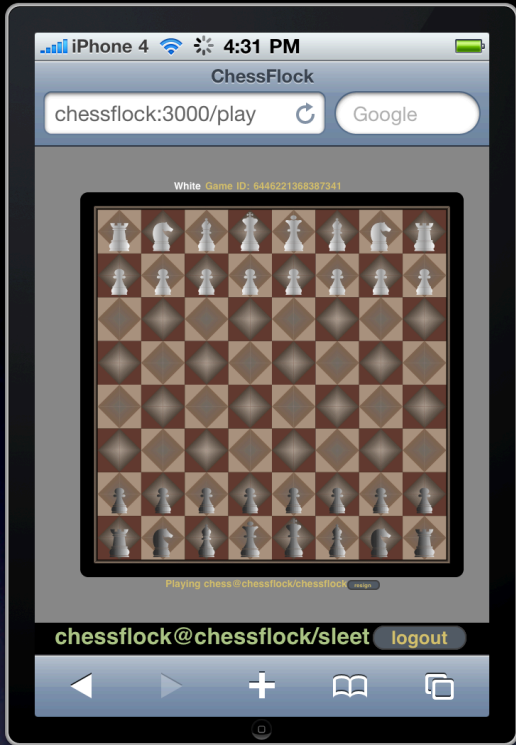 iPhone 4 4:31 PM
ChessFlock
chessflock:3000/play Google
White Game ID: 6446221368387341
Playing chess@chessflock/chessflock resign
chessflock@chessflock/sleet logout